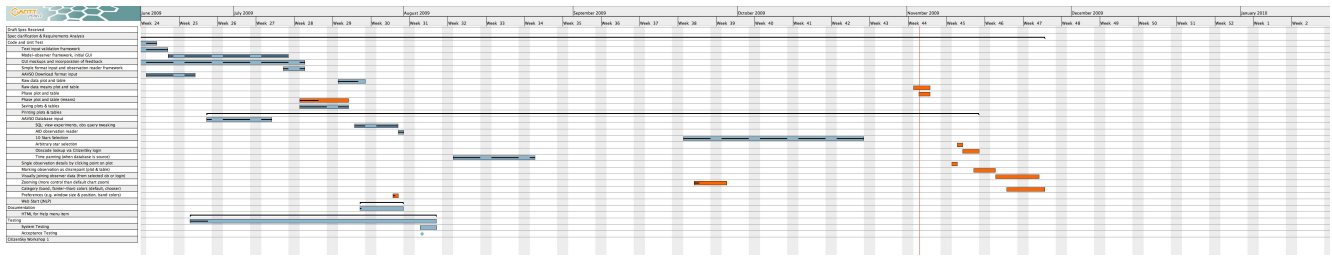 GANTT
project
June 2009
July 2009
August 2009
September 2009
October 2009
November 2009
December 2009
January 2010
Week 24
Week 25
Week 26
Week 27
Week 28
Week 29
Week 30
Week 31
Week 32
Week 33
Week 34
Week 35
Week 36
Week 37
Week 38
Week 39
Week 40
Week 41
Week 42
Week 43
Week 44
Week 45
Week 46
Week 47
Week 48
Week 49
Week 50
Week 51
Week 52
Week 53
Week 1
Week 2
Draft Spec Received
Spec clarification & Requirements Analysis
Code and Unit Test
Text input validation framework
Model-observer framework, initial GUI
GUI mockups and incorporation of feedback
Simple format input and observation reader framework
AAVSO Download format input
Raw data plot and table
Raw data means plot and table
Phase plot and table
Phase plot and table (means)
Saving plots & tables
Printing plots & tables
AAVSO Database input
SQL: view experiments, obs query tweaking
AID observation reader
10 Stars Selection
Arbitrary star selection
Obscode lookup via CitizenSky login
Time parsing (when database is source)
Single observation details by clicking point on plot
Marking observation as discrepant (plot & table)
Visually joining observer data (from selected ob or login)
Zooming (more control than default chart zoom)
Category (band, fainter-than) colors (default, chooser)
Preferences (e.g. window size & position, band colors)
Web Start (JNLP)
Documentation
HTML for Help menu item
Testing
System Testing
Acceptance Testing
CitizenSky Workshop 1